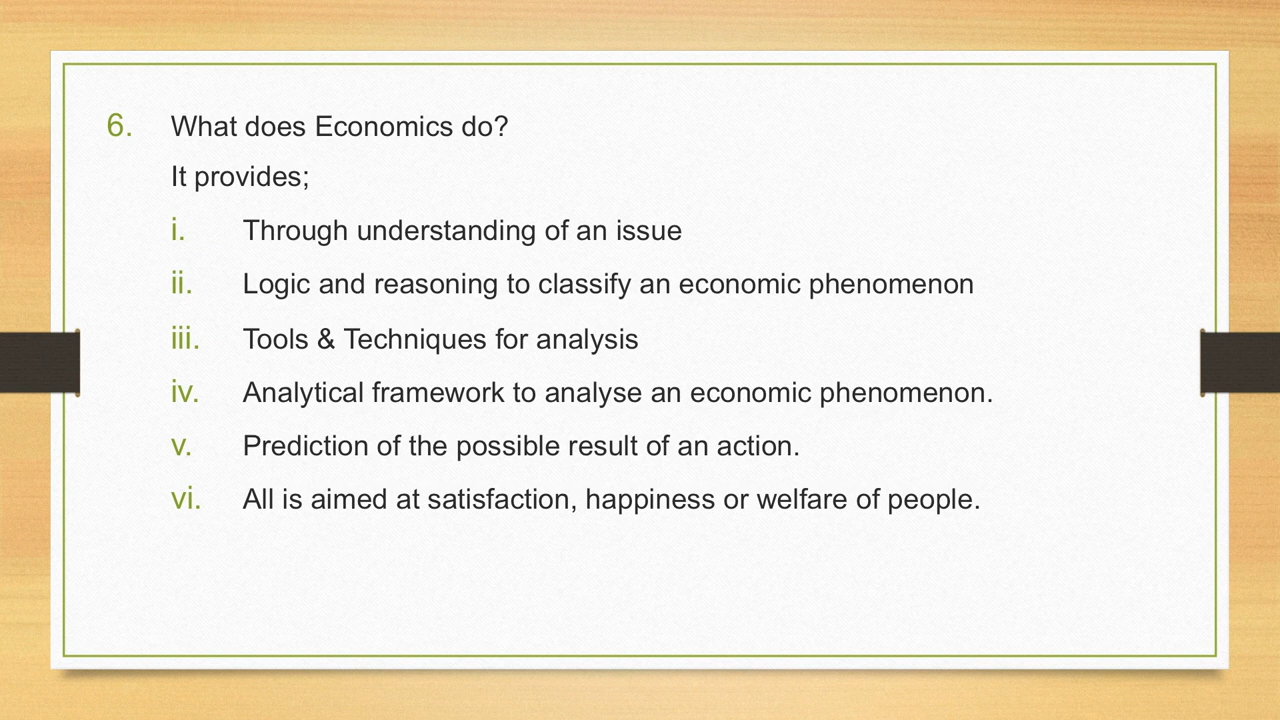 6. What does Economics do?
It provides;
i. Through understanding of an issue
ii. Logic and reasoning to classify an economic phenomenon
iii. Tools & Techniques for analysis
iv. Analytical framework to analyse an economic phenomenon.
v. Prediction of the possible result of an action.
vi. All is aimed at satisfaction, happiness or welfare of people.